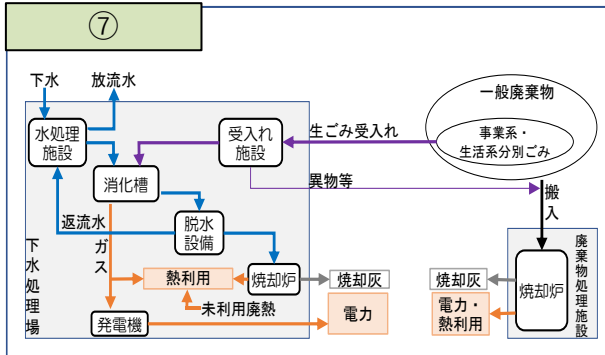 ⑦
下水
放流水
一般廃棄物
水処理
施設
受入れ
施設
生ごみ受入れ
事業系・
生活系分別ごみ
消化槽
異物等
搬入
返流水
ガス
脱水
設備
下水処理場
熱利用
焼却炉
焼却灰
未利用廃熱
発電機
電力
焼却灰
電力・
熱利用
焼却炉
廃棄物処理施設